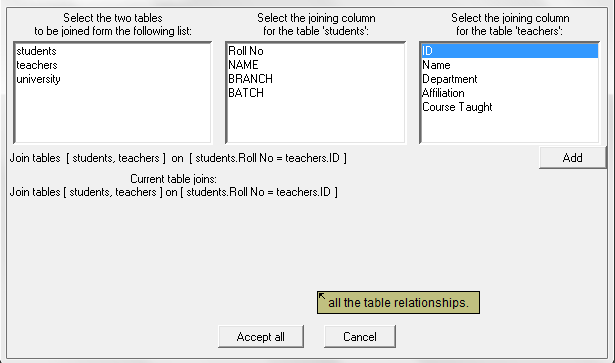 Select the two tables
to be joined form the following list:
students
teachers
university
Select the joining column
for the table 'students':
Roll No
NAME
BRANCH
BATCH
Select the joining column
for the table 'teachers':
ID
Name
Department
Affiliation
Course Taught
Join tables [ students, teachers ] on [ students.Roll No = teachers.ID ]
Add
Current table joins:
Join tables [ students, teachers ] on [ students.Roll No = teachers.ID ]
all the table relationships.
Accept all
Cancel